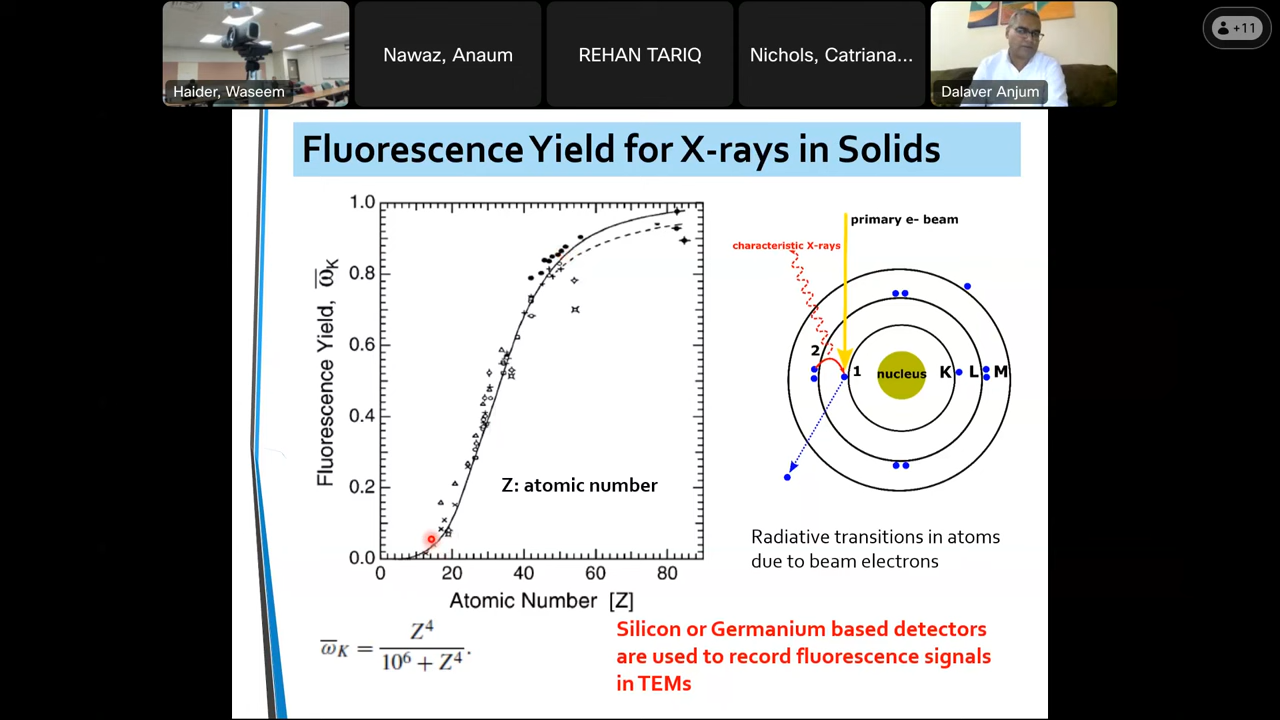 Haider, Waseem
Nawaz, Anaum
REHAN TARIQ
Nichols, Catriana...
Dalaver Anjum
+11
Fluorescence Yield for X-rays in Solids
1.0
0.8
0.6
0.4
0.2
0.0
Fluorescence Yield, ω̅K
0 20 40 60 80
Atomic Number [Z]
Z: atomic number
primary e- beam
characteristic X-rays
2
1
nucleus
K
L
M
Radiative transitions in atoms
due to beam electrons
ω̅K = Z⁴ / (10⁶ + Z⁴).
Silicon or Germanium based detectors
are used to record fluorescence signals
in TEMs